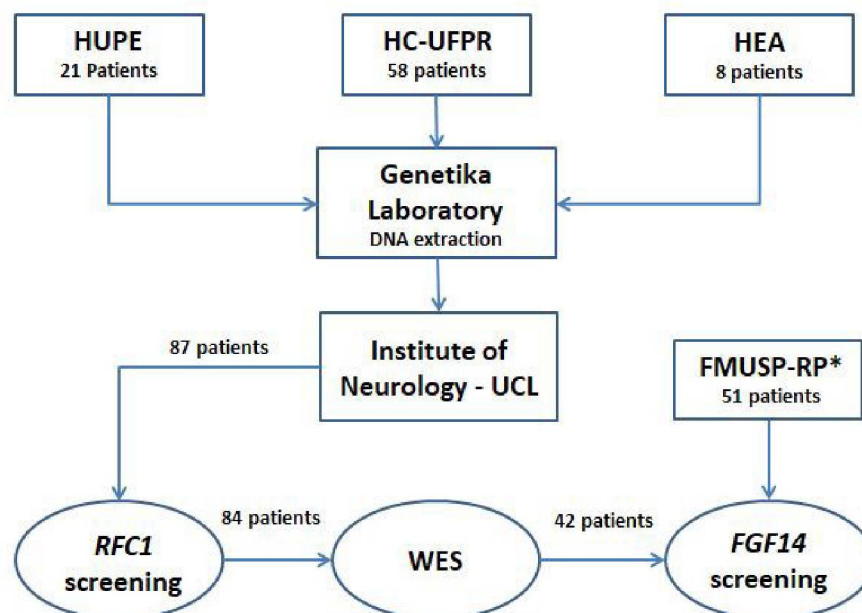 HUPE
21 Patients
HC-UFPR
58 patients
HEA
8 patients
Genetika
Laboratory
DNA extraction
87 patients
Institute of
Neurology - UCL
FMUSP-RP*
51 patients
RFC1
screening
84 patients
WES
42 patients
FGF14
screening